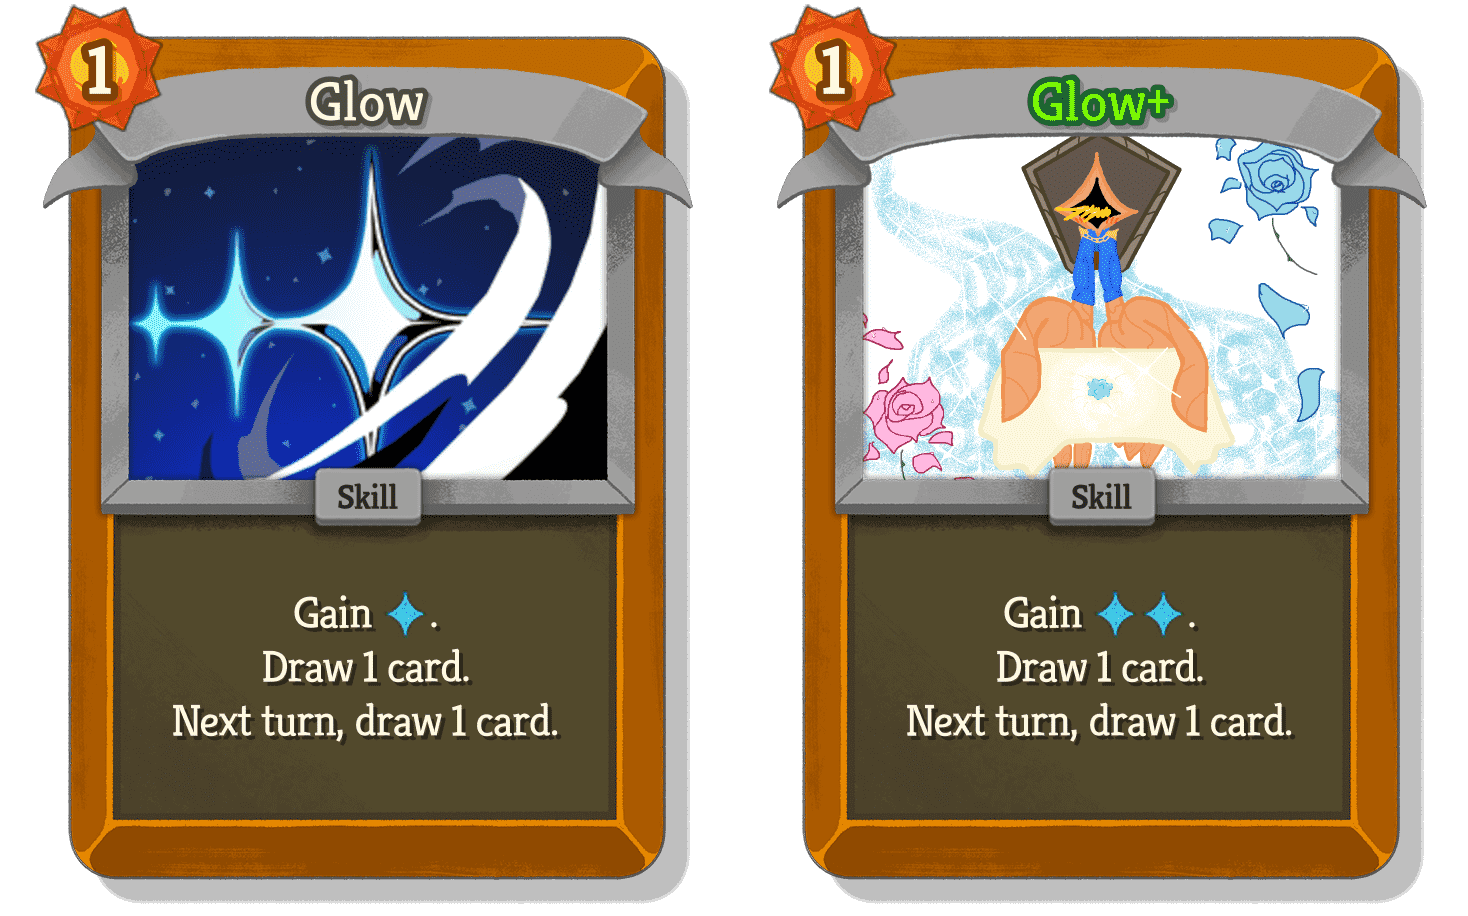 1
Glow
Skill
Gain .
Draw 1 card.
Next turn, draw 1 card.
1
Glow+
Skill
Gain .
Draw 1 card.
Next turn, draw 1 card.